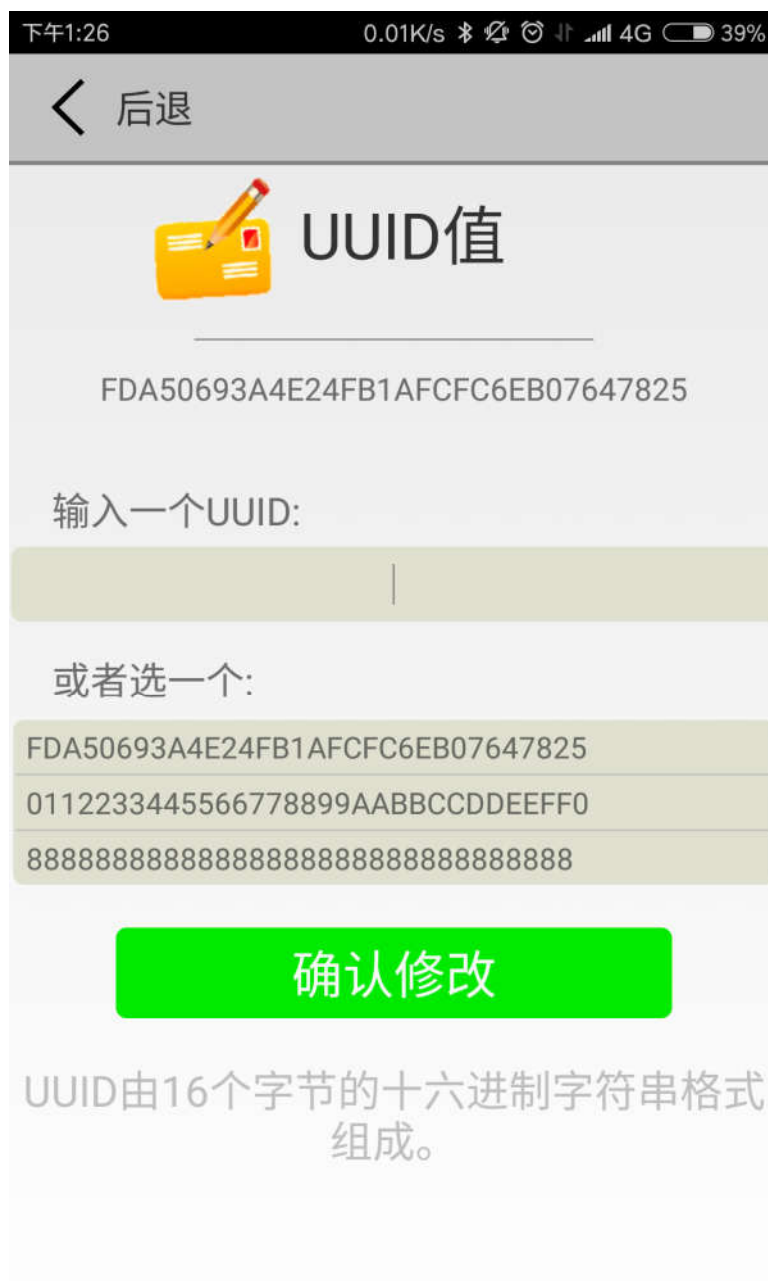 下午1:26 0.01K/s 4G 39%
后退
UUID值
FDA50693A4E24FB1AFCFC6EB07647825
输入一个UUID:
或者选一个:
FDA50693A4E24FB1AFCFC6EB07647825
0112233445566778899AABBCCDDEEFF0
88888888888888888888888888888888
确认修改
UUID由16个字节的十六进制字符串格式
组成。